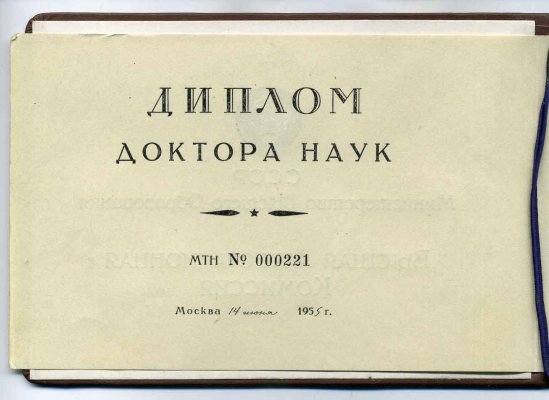 ДИПЛОМ
ДОКТОРА НАУК
МТН № 000221
Москва 14 июня 1955 г.